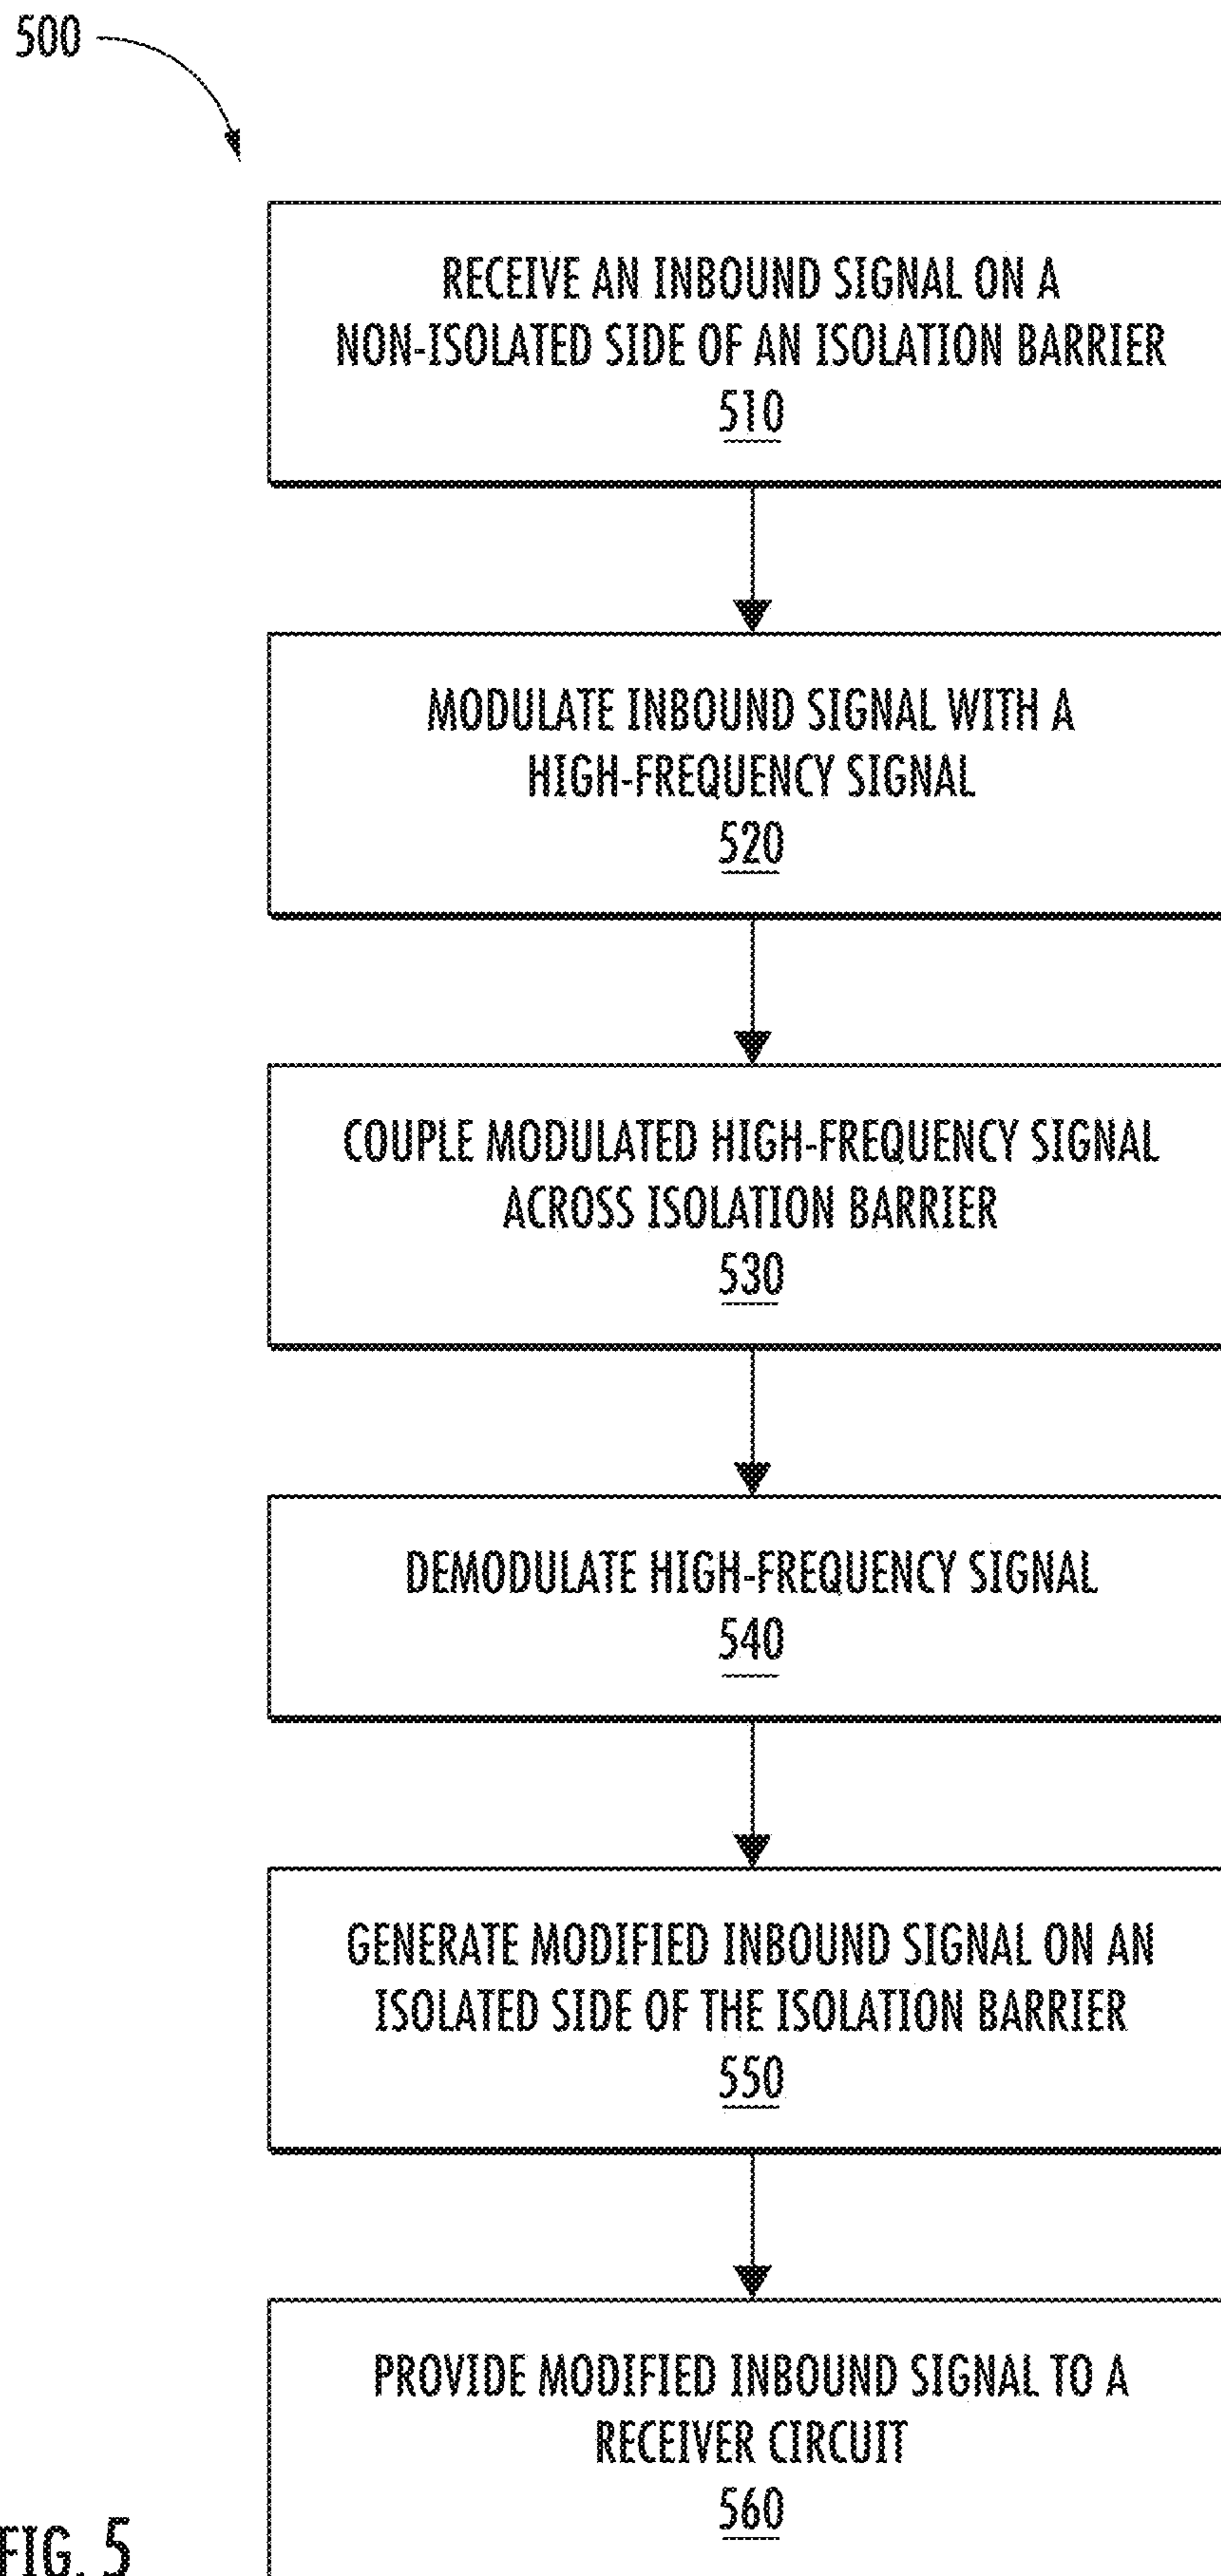 500
RECEIVE AN INBOUND SIGNAL ON A
NON-ISOLATED SIDE OF AN ISOLATION BARRIER
510
MODULATE INBOUND SIGNAL WITH A
HIGH-FREQUENCY SIGNAL
520
COUPLE MODULATED HIGH-FREQUENCY SIGNAL
ACROSS ISOLATION BARRIER
530
DEMODULATE HIGH-FREQUENCY SIGNAL
540
GENERATE MODIFIED INBOUND SIGNAL ON AN
ISOLATED SIDE OF THE ISOLATION BARRIER
550
PROVIDE MODIFIED INBOUND SIGNAL TO A
RECEIVER CIRCUIT
560
FIG. 5